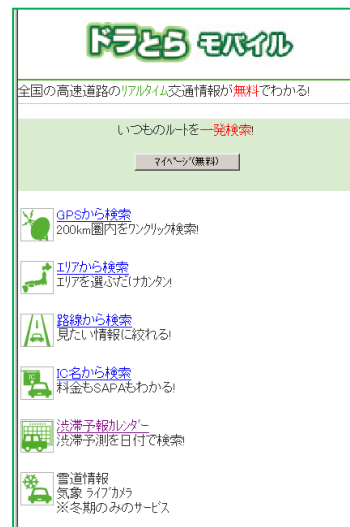 ドラとら モバイル
全国の高速道路のﾘｱﾙﾀｲﾑ交通情報が無料でわかる!
いつものﾙｰﾄを一発検索!
ﾏｲﾍﾟｰｼﾞ(無料)
GPSから検索
200km圏内をﾜﾝｸﾘｯｸ検索!
ｴﾘｱから検索
ｴﾘｱを選ぶだけｶﾝﾀﾝ!
路線から検索
見たい情報に絞れる!
IC名から検索
IC
料金もSAPAもわかる!
渋滞予報ｶﾚﾝﾀﾞｰ
渋滞予測を日付で検索!
雪道情報
気象 ﾗｲﾌﾞｶﾒﾗ
※冬期のみのサービス